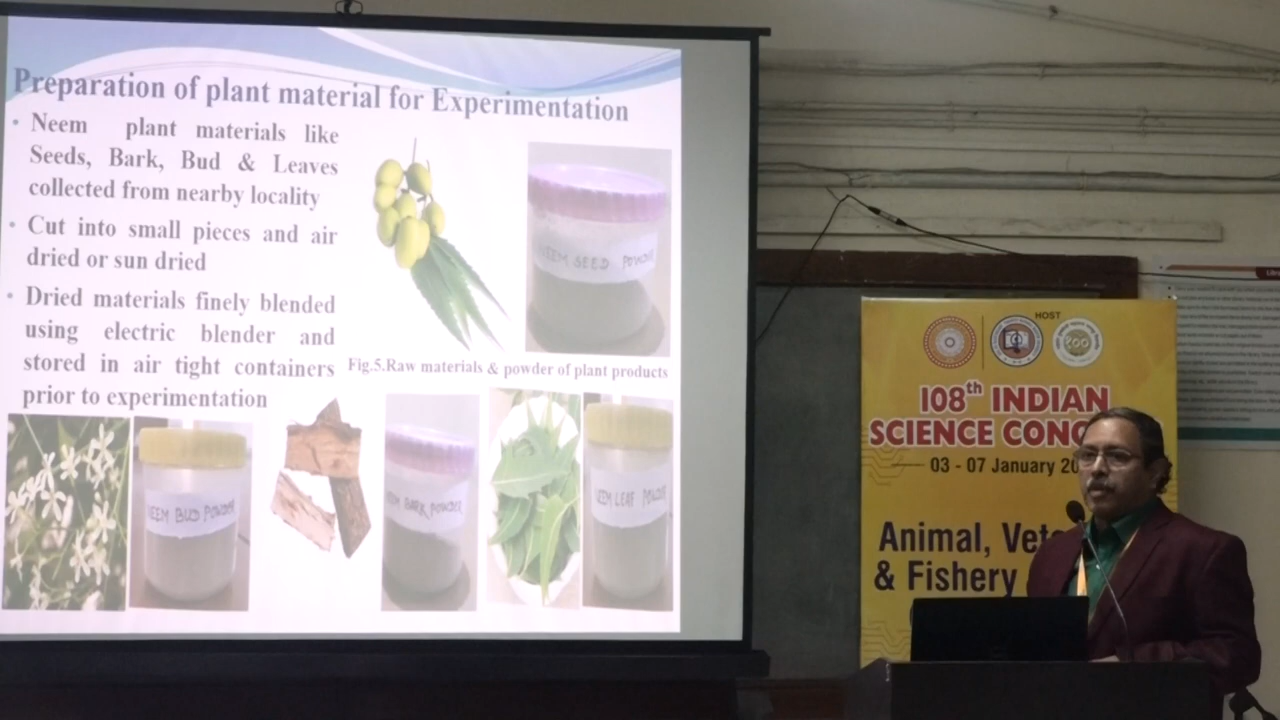 Preparation of plant material for Experimentation
• Neem plant materials like
Seeds, Bark, Bud & Leaves
collected from nearby locality
• Cut into small pieces and air
dried or sun dried
• Dried materials finely blended
using electric blender and
stored in air tight containers
prior to experimentation
NEEM SEED POWDER
Fig.5.Raw materials & powder of plant products
NEEM BUD POWDER
NEEM BARK POWDER
NEEM LEAF POWDER
HOST
200
108th INDIAN
SCIENCE CONG
03 - 07 January 20
Animal, Vete
& Fishery